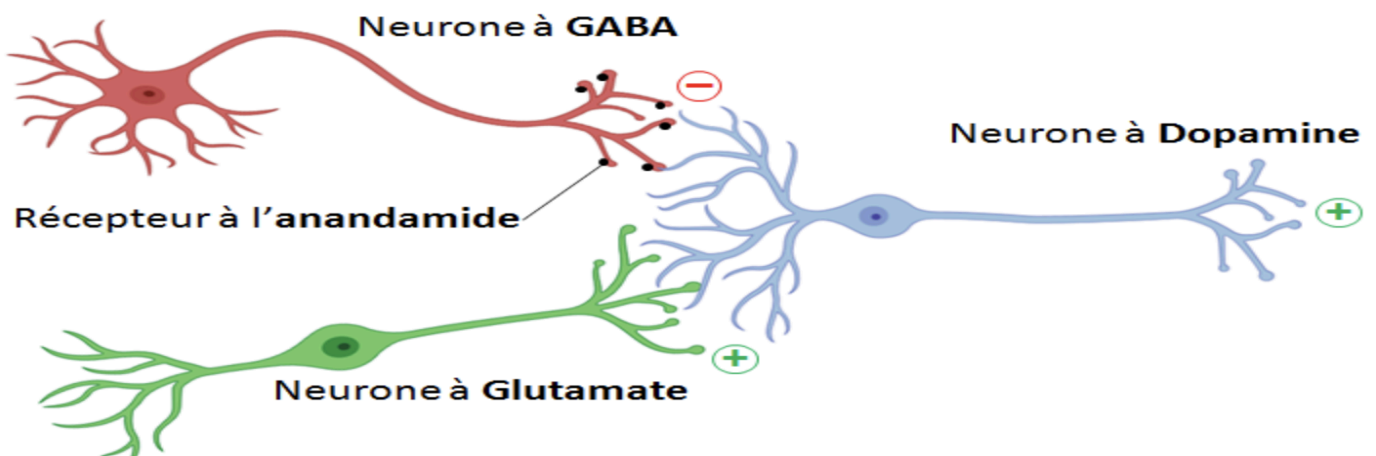 Neurone à GABA
−
Neurone à Dopamine
Récepteur à l’anandamide
+
+
Neurone à Glutamate